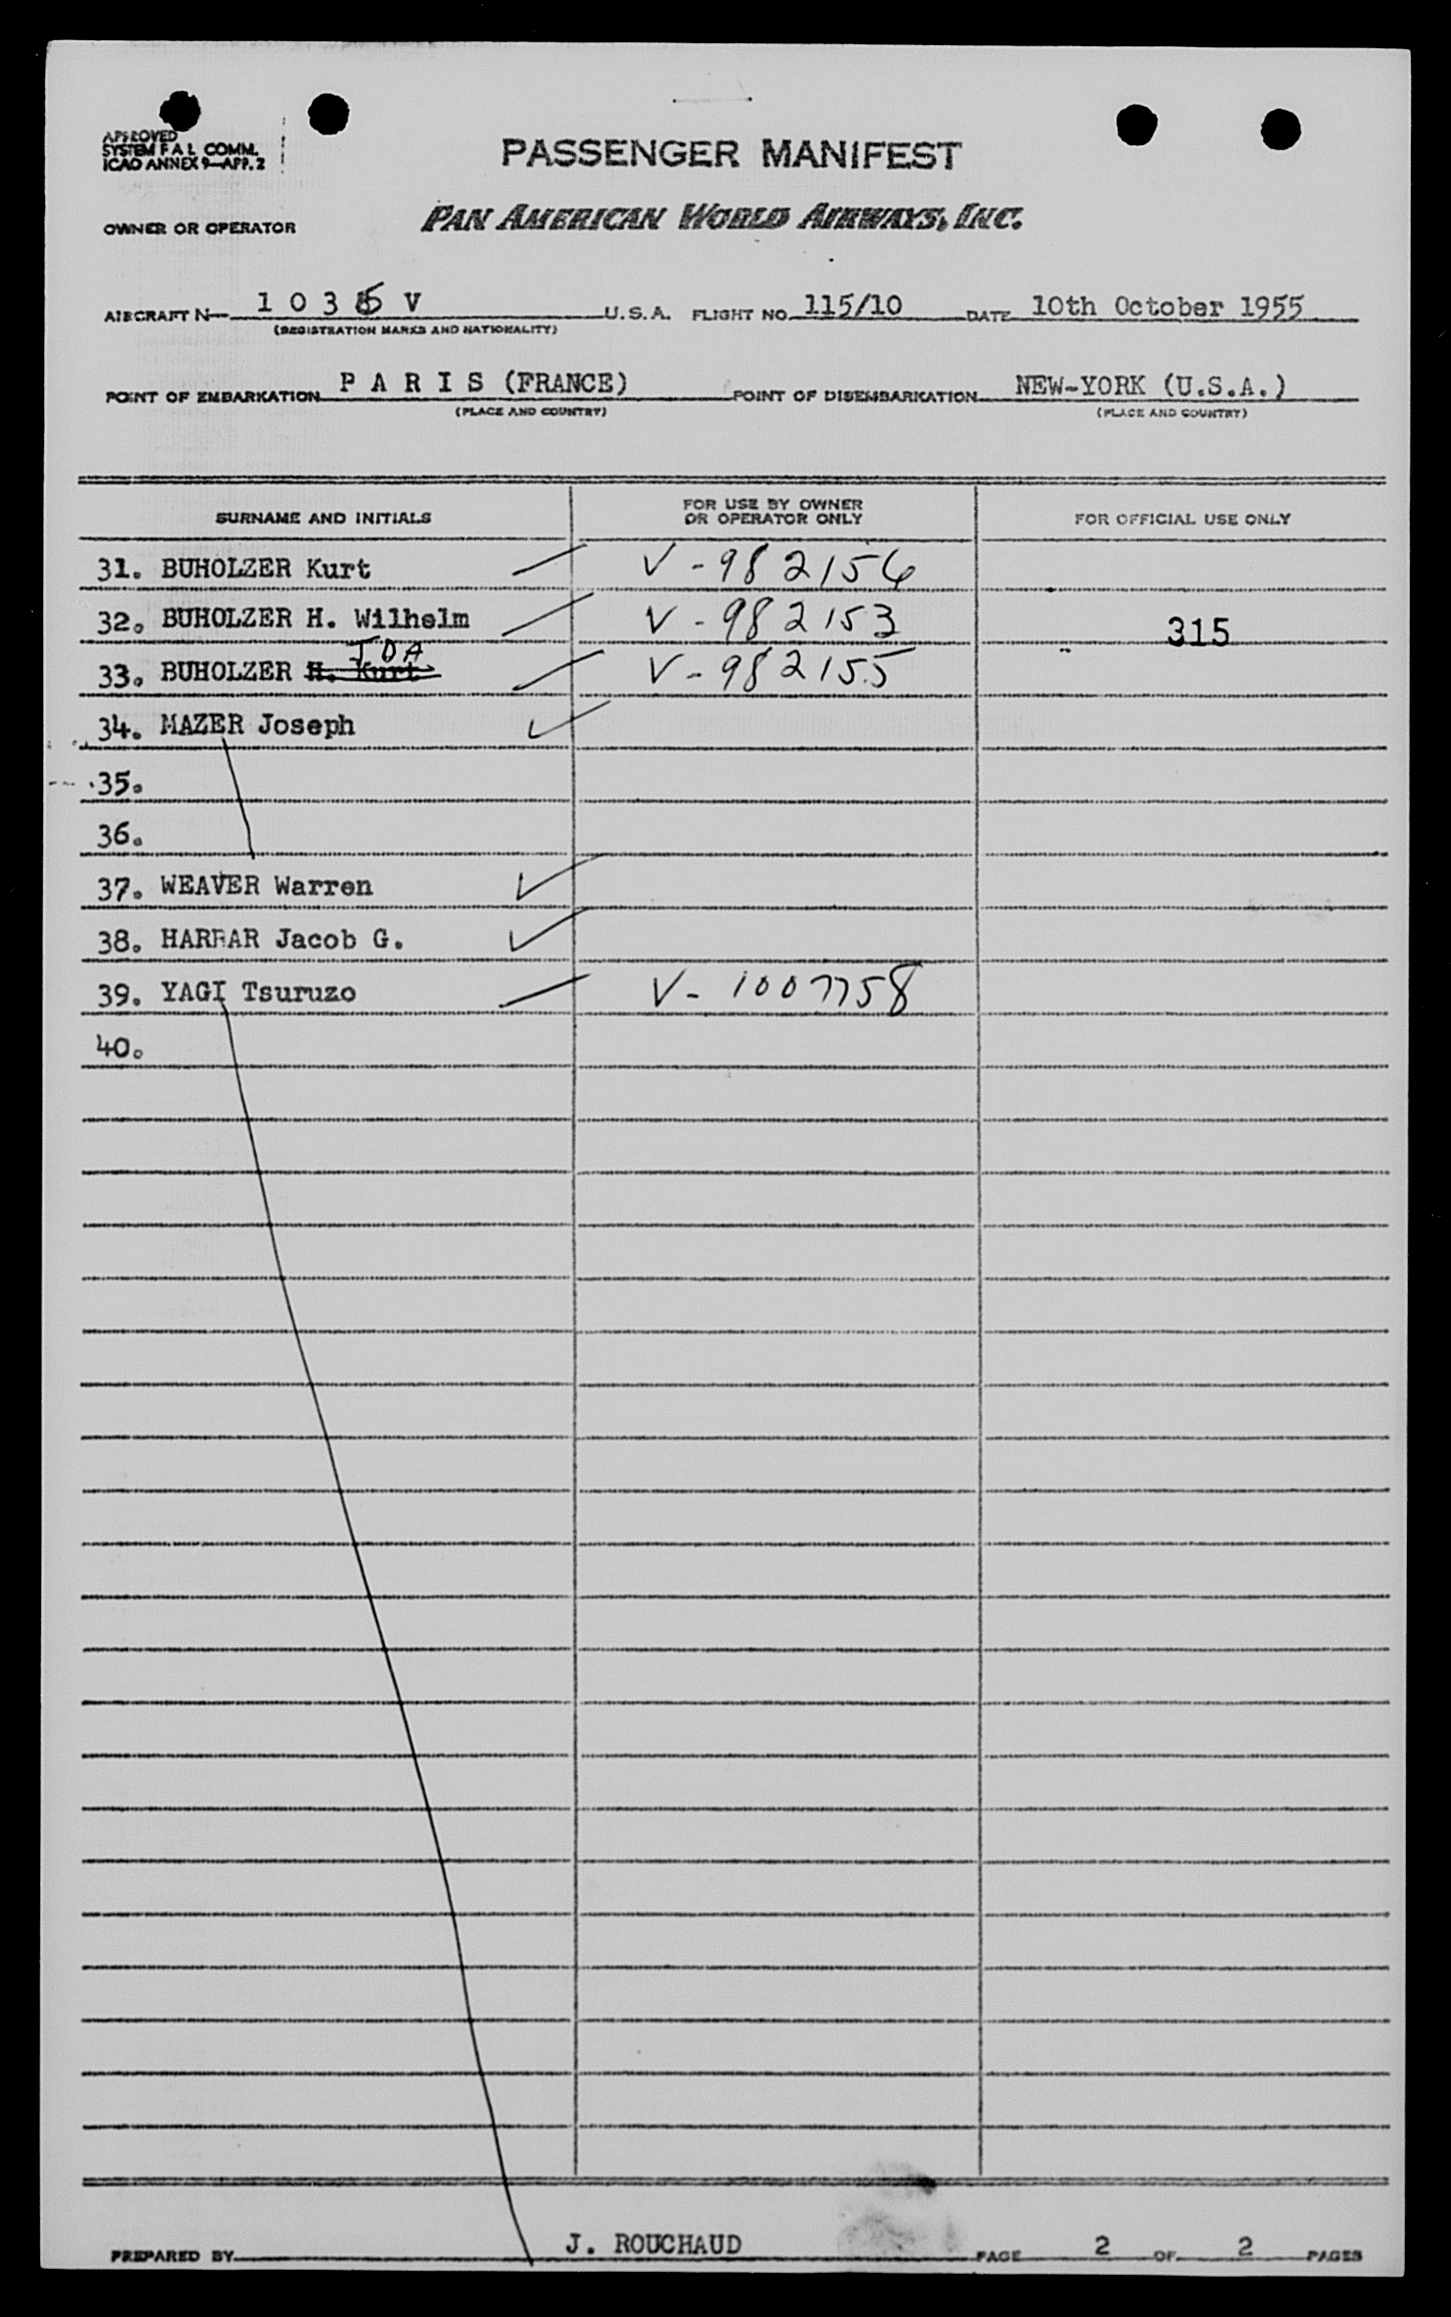 APPROVED
SYSTEM F A L COMM.
ICAO ANNEX 9—APP. 2
PASSENGER MANIFEST
OWNER OR OPERATOR PAN AMERICAN WORLD AIRWAYS, INC.
AIRCRAFT N— 1 0 3 6 V U.S.A. FLIGHT NO. 115/10 DATE 10th October 1955
(REGISTRATION MARKS AND NATIONALITY)
POINT OF EMBARKATION P A R I S (FRANCE) POINT OF DISEMBARKATION NEW-YORK (U.S.A.)
(PLACE AND COUNTRY) (PLACE AND COUNTRY)
SURNAME AND INITIALS FOR USE BY OWNER OR OPERATOR ONLY FOR OFFICIAL USE ONLY
31. BUHOLZER Kurt V - 982156
32. BUHOLZER H. Wilhelm V - 982153 315
33. BUHOLZER H. Kurt IDA V - 982155
34. MAZER Joseph
35.
36.
37. WEAVER Warren
38. HARRAR Jacob G.
39. YAGI Tsuruzo V - 1007758
40.
PREPARED BY J. ROUCHAUD PAGE 2 OF 2 PAGES